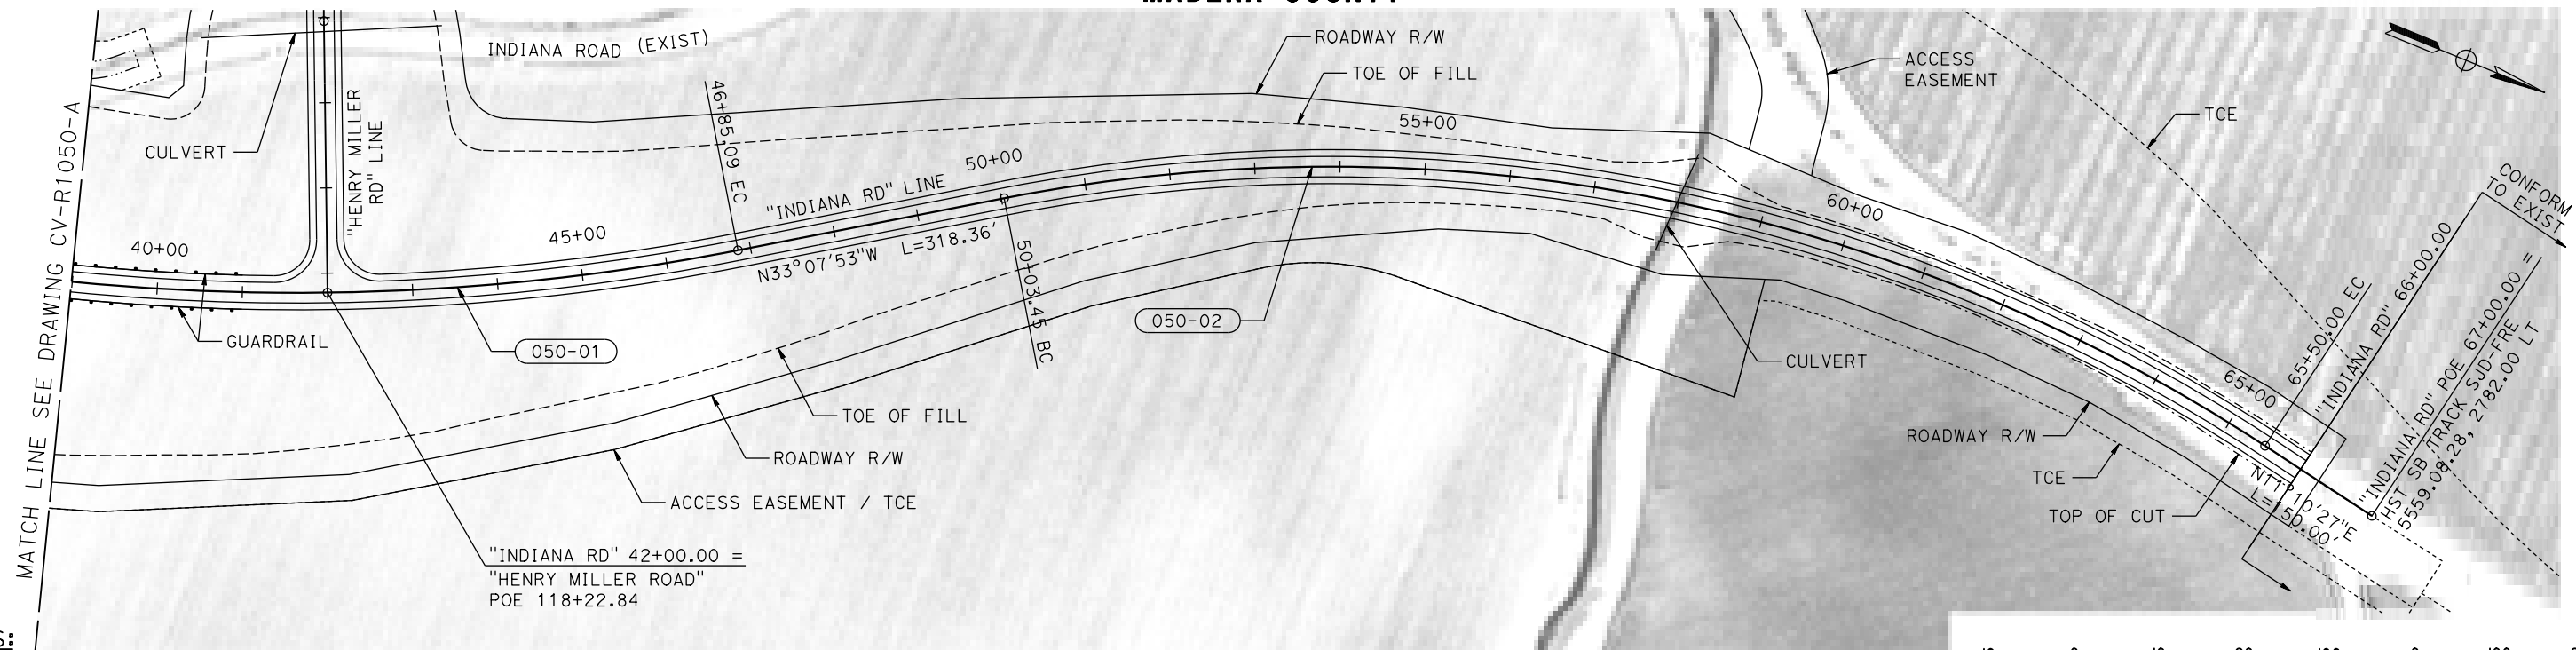 INDIANA ROAD (EXIST)
ROADWAY R/W
TOE OF FILL
ACCESS
EASEMENT
TCE
CULVERT
"HENRY MILLER
RD" LINE
46+85.09 EC
55+00
50+00
"INDIANA RD" LINE
60+00
CONFORM
TO EXIST
MATCH LINE SEE DRAWING CV-R1050-A
40+00
45+00
N33°07'53"W L=318.36'
50+03.45 BC
65+50.00 EC
"INDIANA RD" 66+00.00
"INDIANA RD" POE 67+00.00 =
HST SB TRACK SJD-FRE
5559.08.28, 2782.00 LT
GUARDRAIL
050-01
050-02
CULVERT
65+00
TOE OF FILL
ROADWAY R/W
ROADWAY R/W
TCE
ACCESS EASEMENT / TCE
TOP OF CUT
L=150.00'
"INDIANA RD" 42+00.00 =
"HENRY MILLER ROAD"
POE 118+22.84